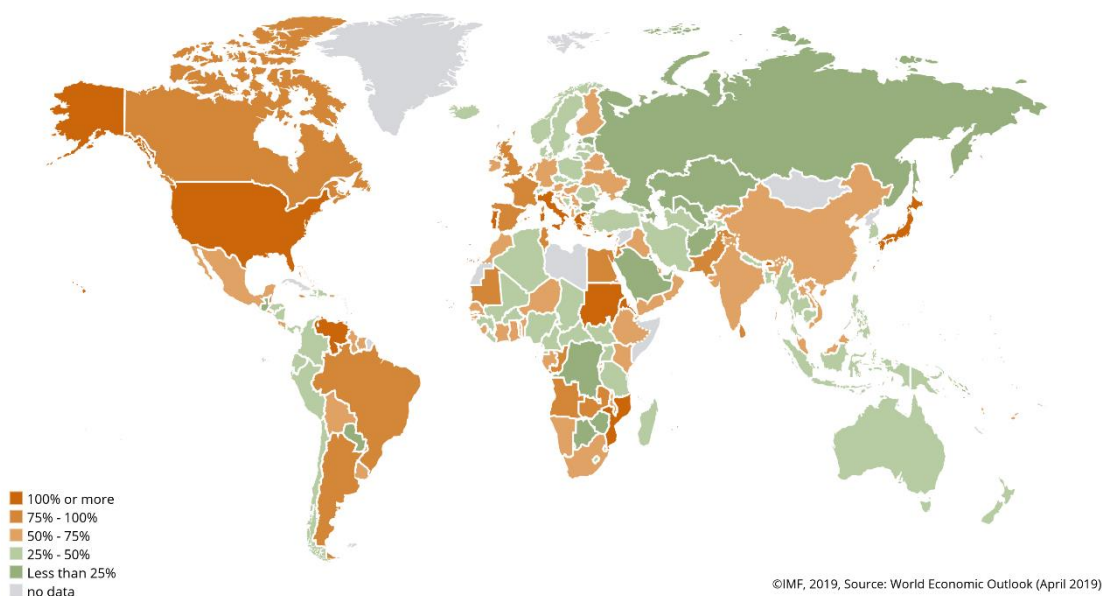 100% or more
75% - 100%
50% - 75%
25% - 50%
Less than 25%
no data
©IMF, 2019, Source: World Economic Outlook (April 2019)